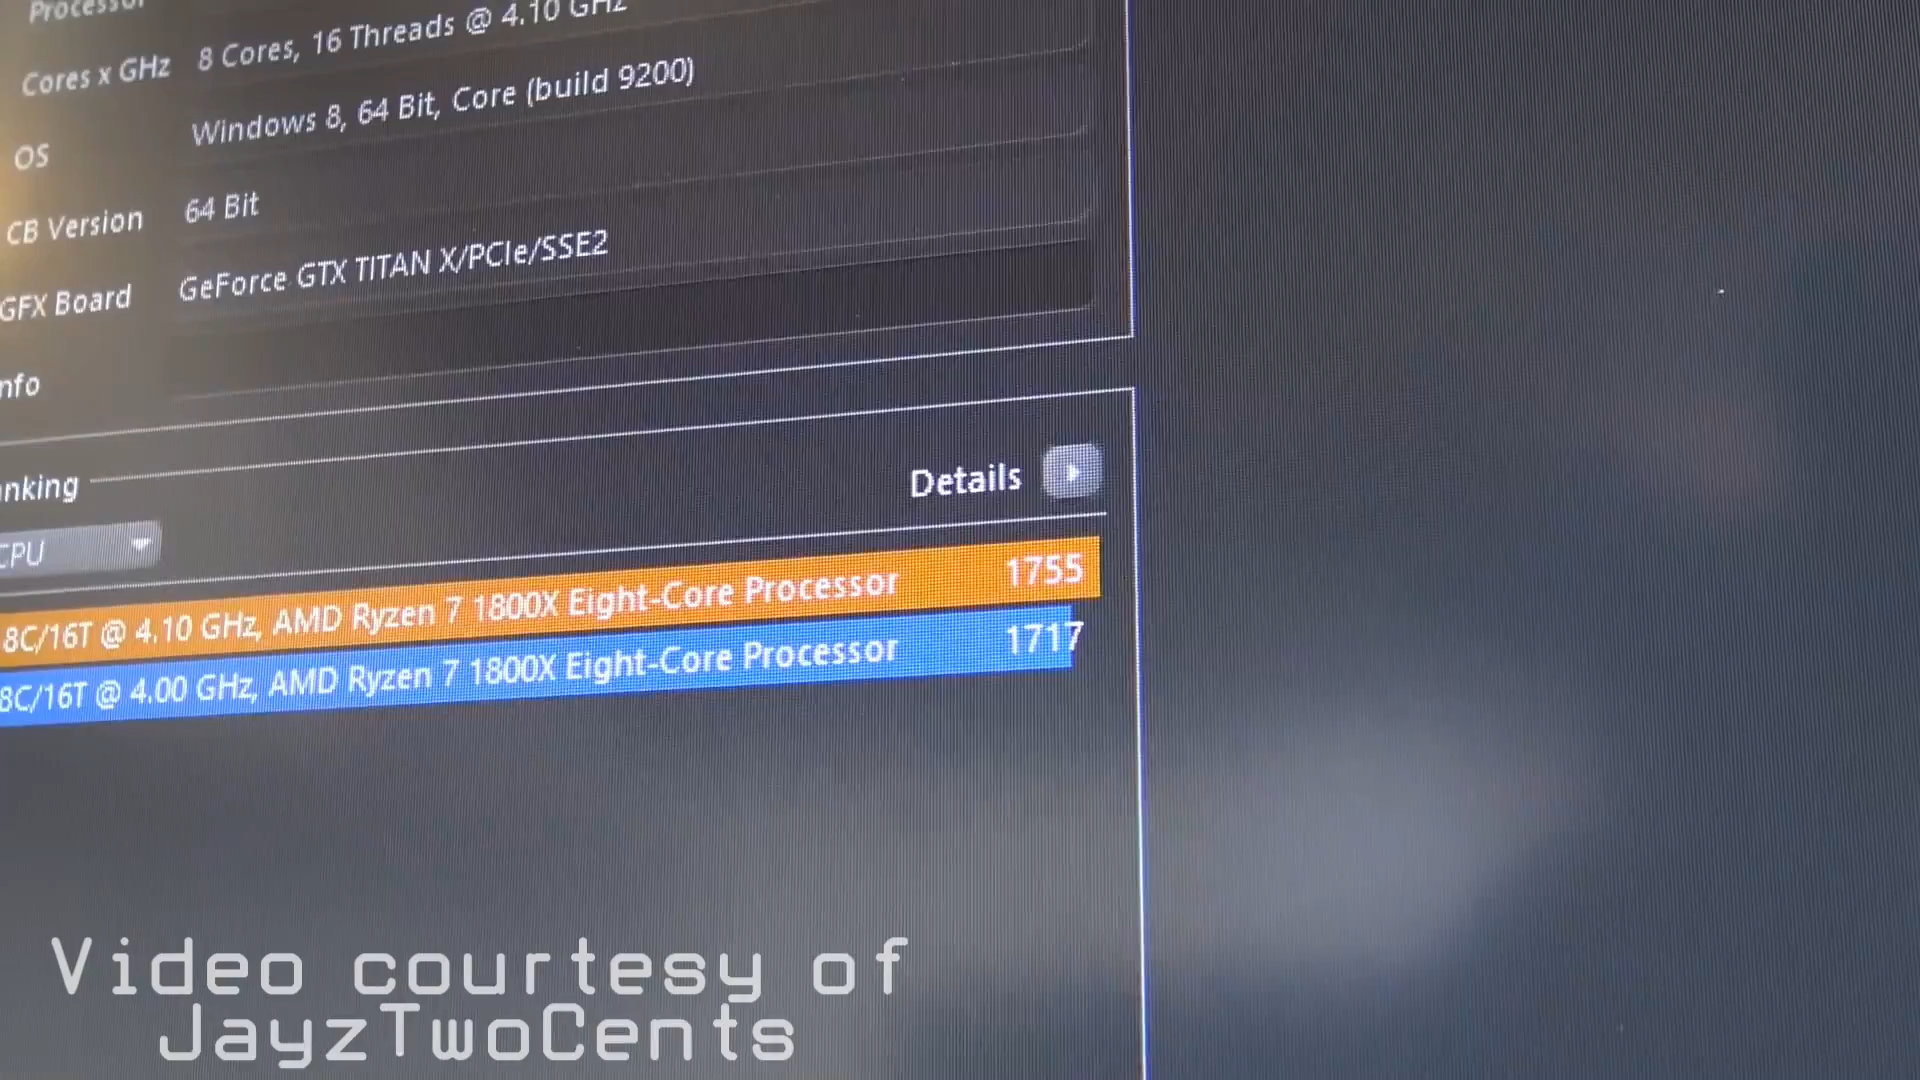 Processor
Cores x GHz 8 Cores, 16 Threads @ 4.10 GHz
OS Windows 8, 64 Bit, Core (build 9200)
CB Version 64 Bit
GFX Board GeForce GTX TITAN X/PCIe/SSE2
nfo
nking
Details
CPU
8C/16T @ 4.10 GHz, AMD Ryzen 7 1800X Eight-Core Processor 1755
8C/16T @ 4.00 GHz, AMD Ryzen 7 1800X Eight-Core Processor 1717
Video courtesy of
JayzTwoCents